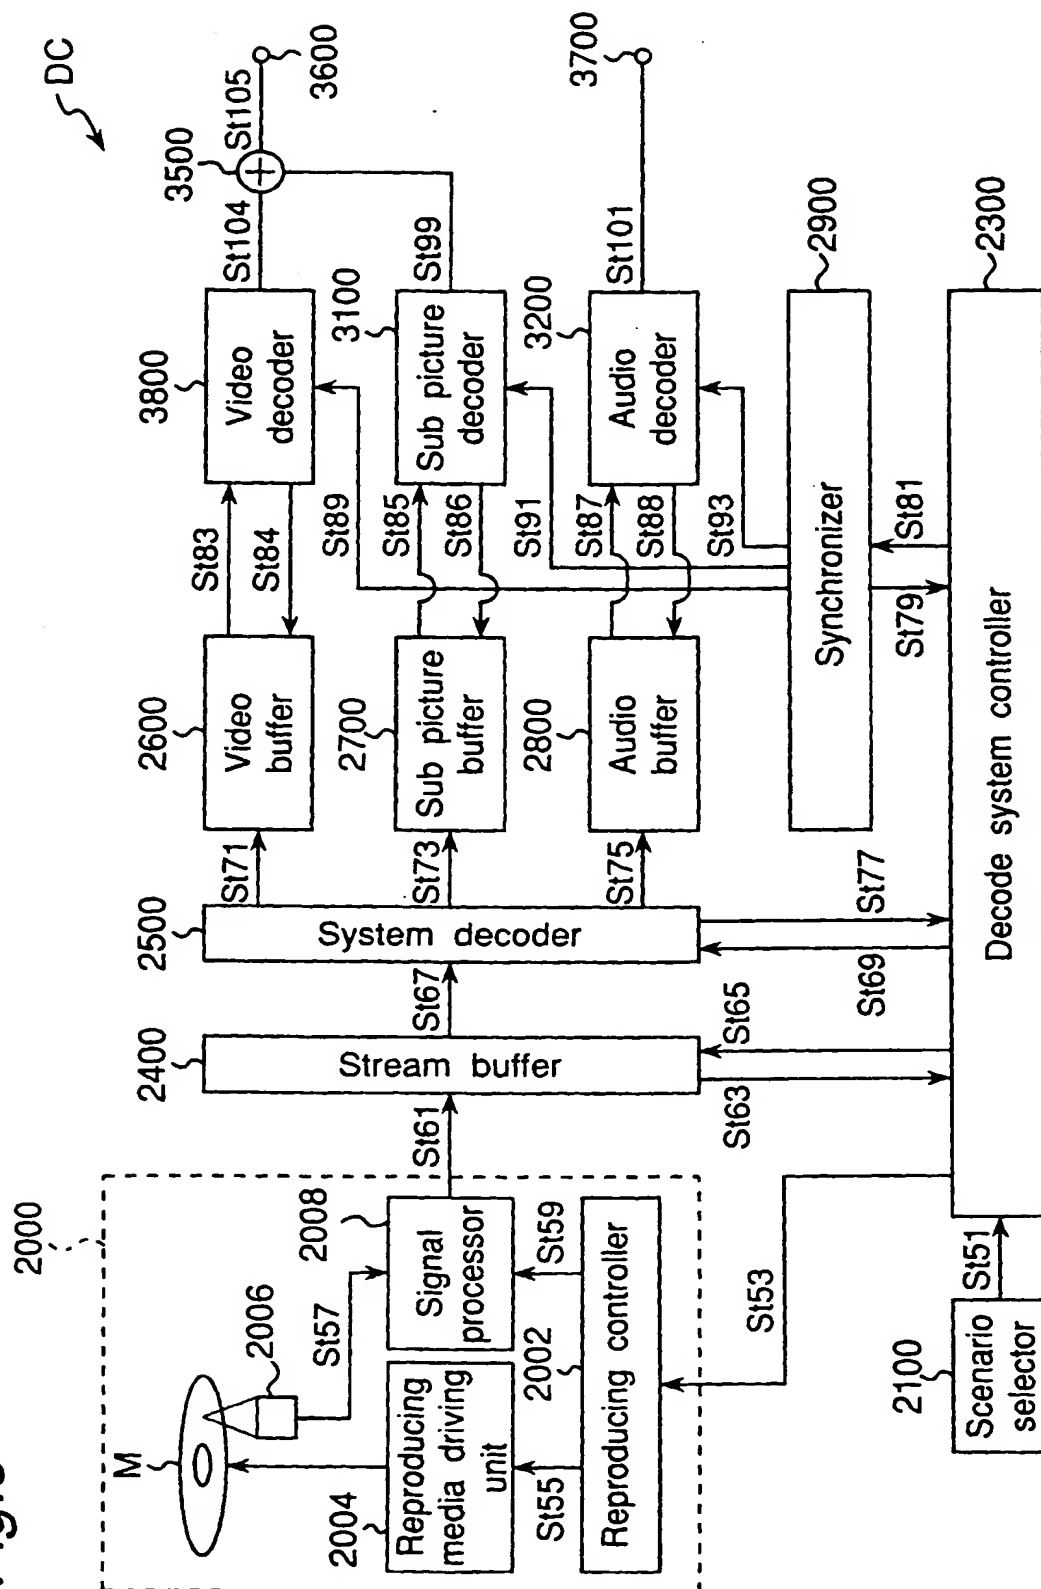 DC
2000
M
2006
St57
2004
Reproducing
media driving
unit
2008
Signal
processor
St55
2002
St59
Reproducing controller
St53
2100
Scenario
selector
St51
St61
2400
Stream buffer
St63
St65
St67
2500
System decoder
St69
St77
St71
St73
St75
2600
Video
buffer
2700
Sub picture
buffer
2800
Audio
buffer
St83
St84
St89
St85
St86
St91
St87
St88
St93
3800
Video
decoder
3100
Sub picture
decoder
3200
Audio
decoder
St104
3500
St105
3600
St99
St101
3700
Synchronizer
2900
St79
St81
Decode system controller
2300